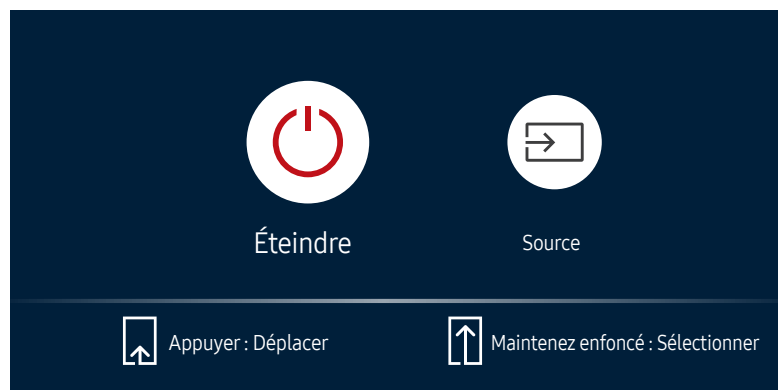 Éteindre
Source
Appuyer : Déplacer
Maintenez enfoncé : Sélectionner